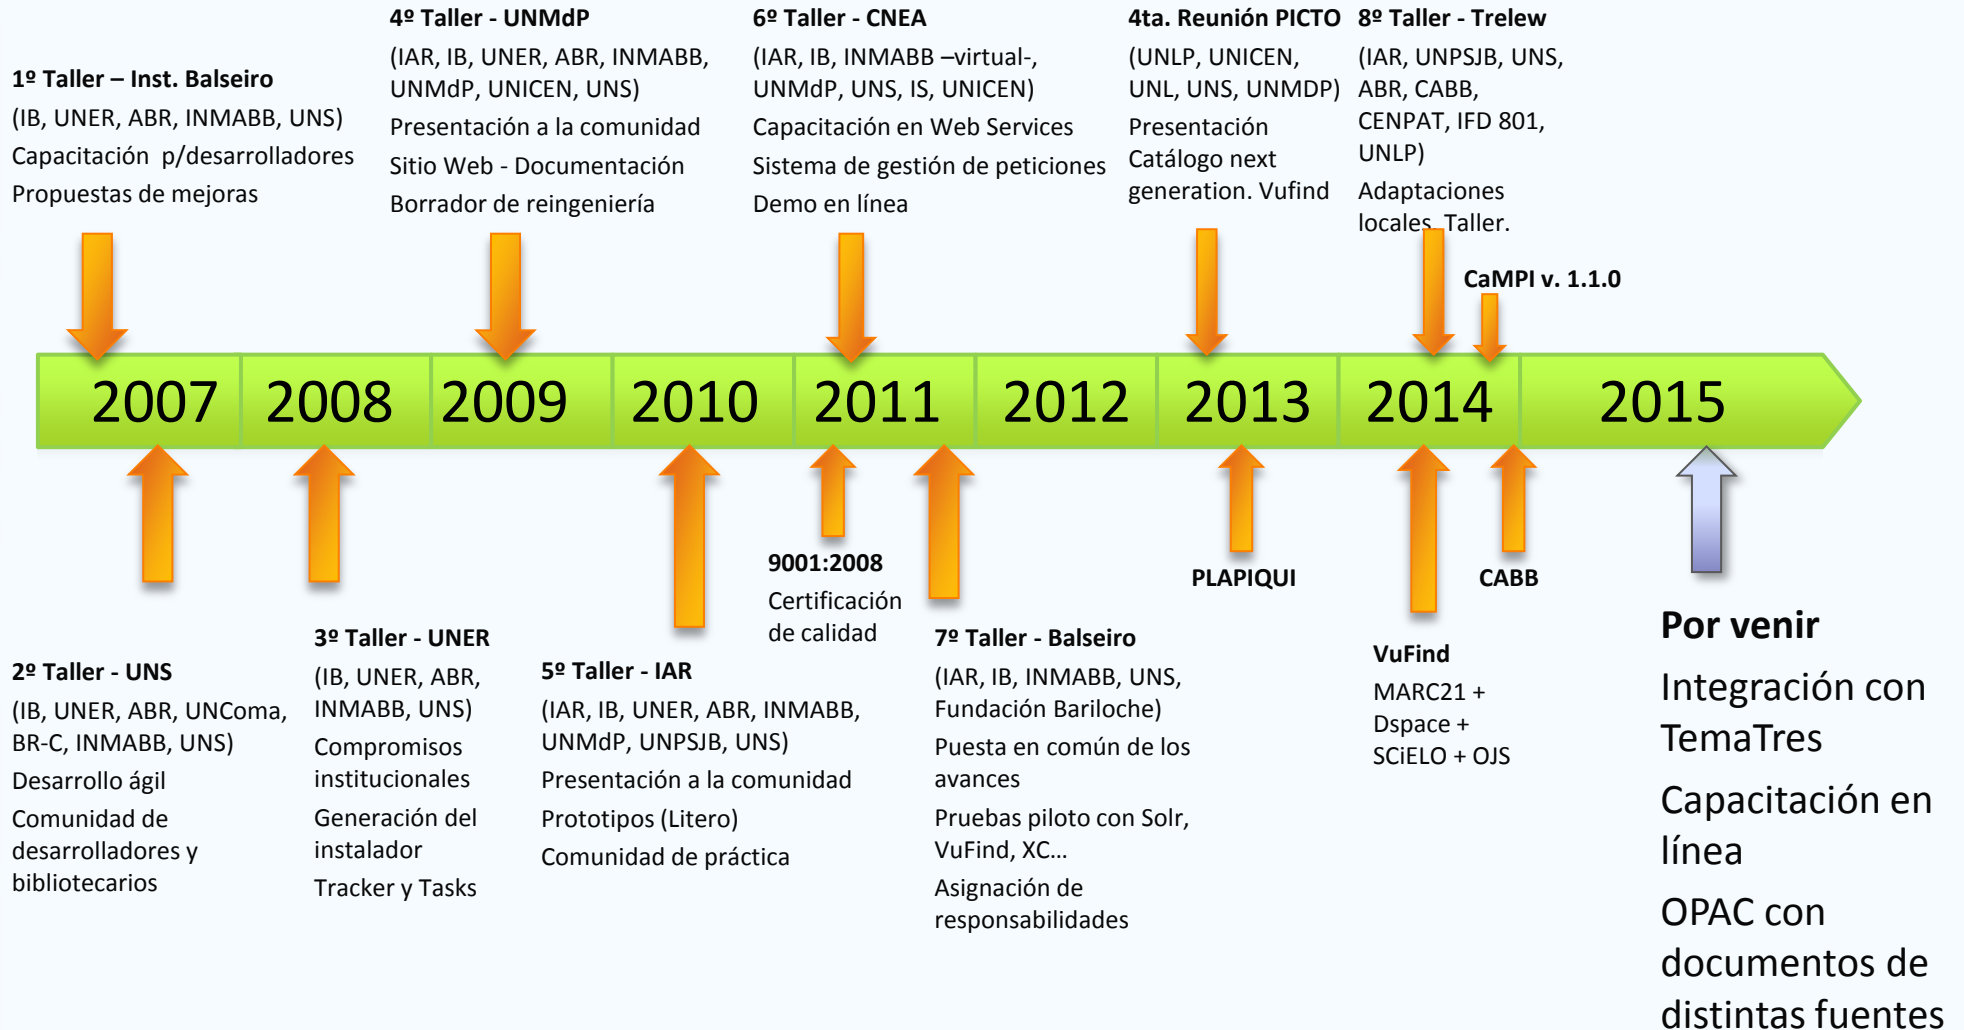 1º Taller – Inst. Balseiro
(IB, UNER, ABR, INMABB, UNS)
Capacitación p/desarrolladores
Propuestas de mejoras
4º Taller - UNMdP
(IAR, IB, UNER, ABR, INMABB,
UNMdP, UNICEN, UNS)
Presentación a la comunidad
Sitio Web - Documentación
Borrador de reingeniería
6º Taller - CNEA
(IAR, IB, INMABB –virtual-,
UNMdP, UNS, IS, UNICEN)
Capacitación en Web Services
Sistema de gestión de peticiones
Demo en línea
4ta. Reunión PICTO
(UNLP, UNICEN,
UNL, UNS, UNMDP)
Presentación
Catálogo next
generation. Vufind
8º Taller - Trelew
(IAR, UNPSJB, UNS,
ABR, CABB,
CENPAT, IFD 801,
UNLP)
Adaptaciones
locales. Taller.
CaMPI v. 1.1.0
2007
2008
2009
2010
2011
2012
2013
2014
2015
2º Taller - UNS
(IB, UNER, ABR, UNComa,
BR-C, INMABB, UNS)
Desarrollo ágil
Comunidad de
desarrolladores y
bibliotecarios
3º Taller - UNER
(IB, UNER, ABR,
INMABB, UNS)
Compromisos
institucionales
Generación del
instalador
Tracker y Tasks
5º Taller - IAR
(IAR, IB, UNER, ABR, INMABB,
UNMdP, UNPSJB, UNS)
Presentación a la comunidad
Prototipos (Litero)
Comunidad de práctica
9001:2008
Certificación
de calidad
7º Taller - Balseiro
(IAR, IB, INMABB, UNS,
Fundación Bariloche)
Puesta en común de los
avances
Pruebas piloto con Solr,
VuFind, XC…
Asignación de
responsabilidades
PLAPIQUI
VuFind
MARC21 +
Dspace +
SCiELO + OJS
CABB
Por venir
Integración con
TemaTres
Capacitación en
línea
OPAC con
documentos de
distintas fuentes